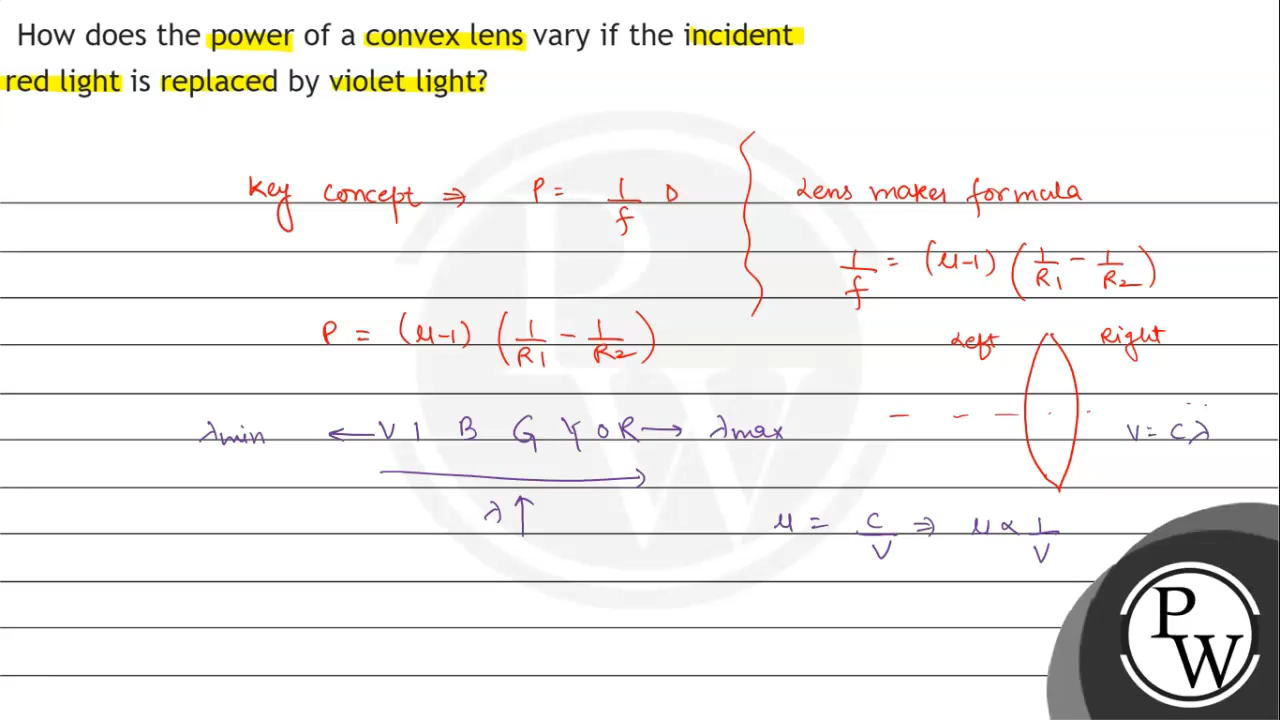 How does the power of a convex lens vary if the incident
red light is replaced by violet light?
Key concept ⇒ P = 1/f D
Lens maker formula
1/f = (μ-1) (1/R1 - 1/R2)
P = (μ-1) (1/R1 - 1/R2)
Left Right
λmin ← V I B G Y O R → λmax
V = Cλ
λ↑
μ = C/V ⇒ μ ∝ 1/V
P
W